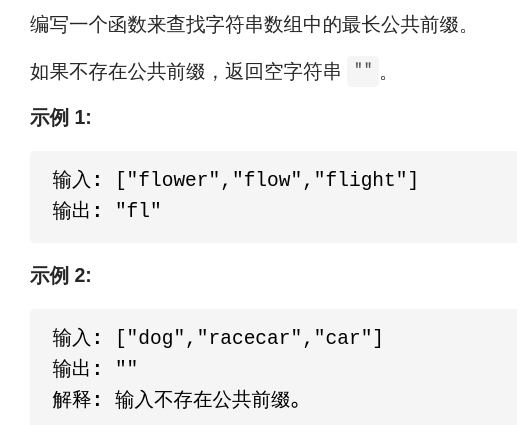 编写一个函数来查找字符串数组中的最长公共前缀。
如果不存在公共前缀，返回空字符串 ""。
示例 1:
输入: ["flower","flow","flight"]
输出: "fl"
示例 2:
输入: ["dog","racecar","car"]
输出: ""
解释: 输入不存在公共前缀。